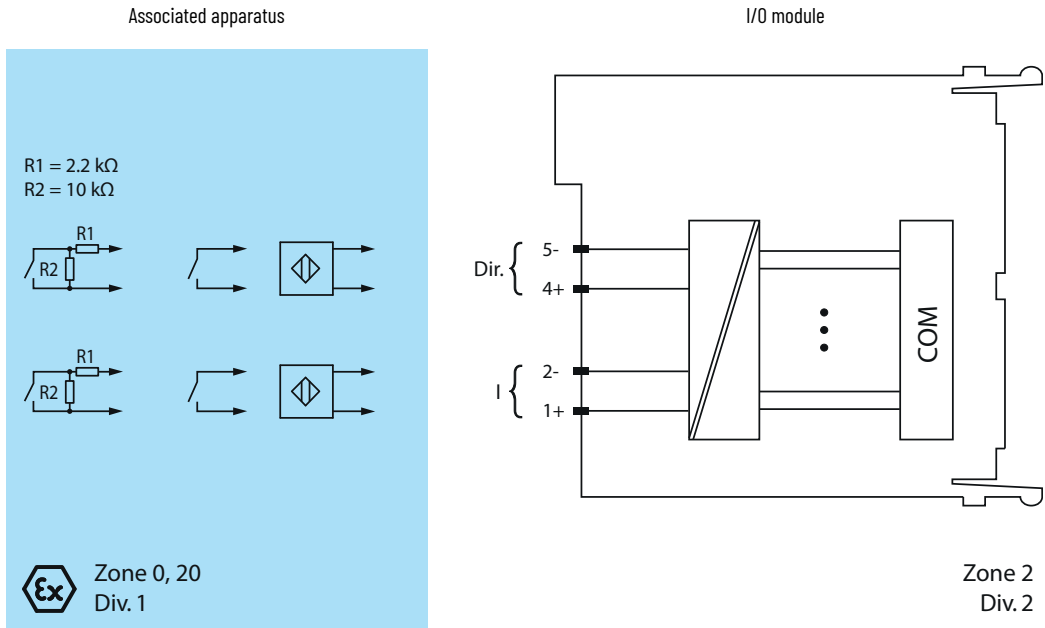 Associated apparatus
I/O module
R1 = 2.2 kΩ
R2 = 10 kΩ
R1
R2
R1
R2
Dir.
5-
4+
I
2-
1+
COM
Ex
Zone 0, 20
Div. 1
Zone 2
Div. 2